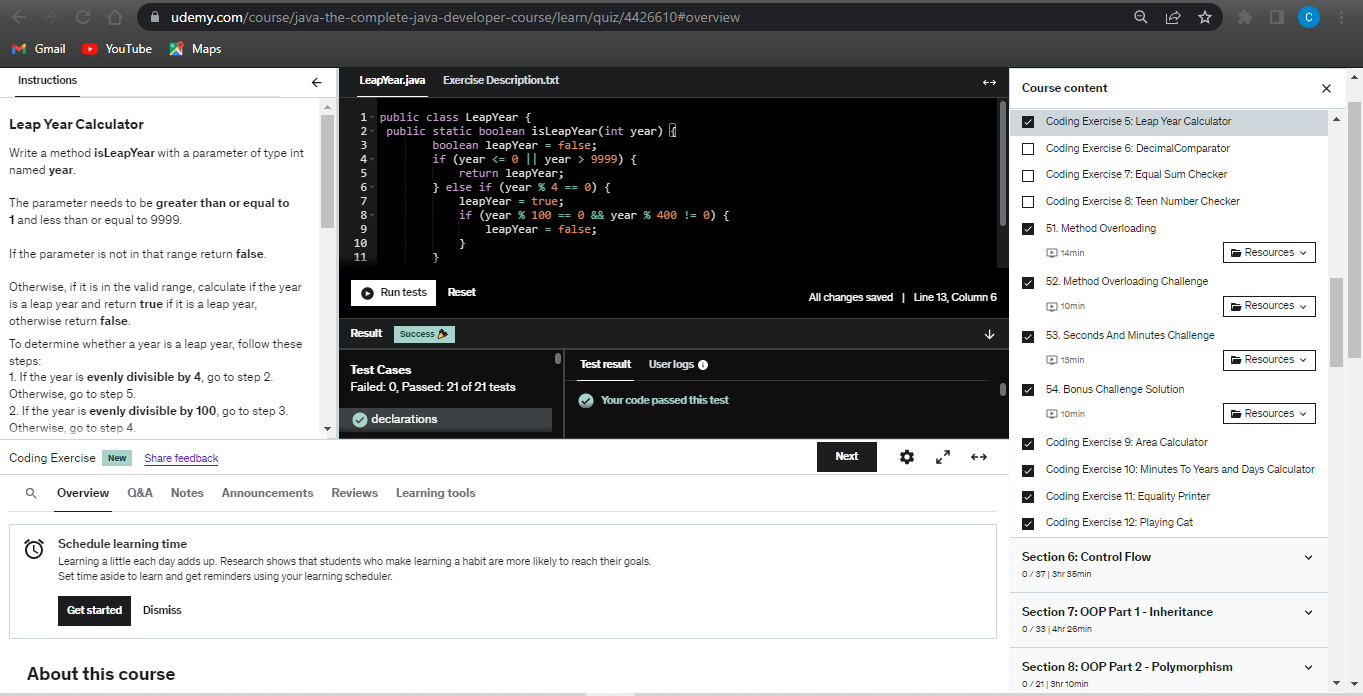 udemy.com/course/java-the-complete-java-developer-course/learn/quiz/4426610#overview
C
Gmail
YouTube
Maps
Instructions
Leap Year Calculator
Write a method isLeapYear with a parameter of type int
named year.
The parameter needs to be greater than or equal to
1 and less than or equal to 9999.
If the parameter is not in that range return false.
Otherwise, if it is in the valid range, calculate if the year
is a leap year and return true if it is a leap year,
otherwise return false.
To determine whether a year is a leap year, follow these
steps:
1. If the year is evenly divisible by 4, go to step 2.
Otherwise, go to step 5.
2. If the year is evenly divisible by 100, go to step 3.
Otherwise, go to step 4.
LeapYear.java
Exercise Description.txt
1 public class LeapYear {
2 public static boolean isLeapYear(int year) {
3 boolean leapYear = false;
4 if (year <= 0 || year > 9999) {
5 return leapYear;
6 } else if (year % 4 == 0) {
7 leapYear = true;
8 if (year % 100 == 0 && year % 400 != 0) {
9 leapYear = false;
10 }
11 }
Run tests
Reset
All changes saved | Line 13, Column 6
Result
Success
Test Cases
Failed: 0, Passed: 21 of 21 tests
declarations
Test result
User logs
Your code passed this test
Coding Exercise
New
Share feedback
Next
Overview
Q&A
Notes
Announcements
Reviews
Learning tools
Schedule learning time
Learning a little each day adds up. Research shows that students who make learning a habit are more likely to reach their goals.
Set time aside to learn and get reminders using your learning scheduler.
Get started
Dismiss
About this course
Course content
Coding Exercise 5: Leap Year Calculator
Coding Exercise 6: DecimalComparator
Coding Exercise 7: Equal Sum Checker
Coding Exercise 8: Teen Number Checker
51. Method Overloading
14min
Resources
52. Method Overloading Challenge
10min
Resources
53. Seconds And Minutes Challenge
13min
Resources
54. Bonus Challenge Solution
10min
Resources
Coding Exercise 9: Area Calculator
Coding Exercise 10: Minutes To Years and Days Calculator
Coding Exercise 11: Equality Printer
Coding Exercise 12: Playing Cat
Section 6: Control Flow
0 / 37 | 3hr 35min
Section 7: OOP Part 1 - Inheritance
0 / 33 | 4hr 26min
Section 8: OOP Part 2 - Polymorphism
0 / 21 | 3hr 10min